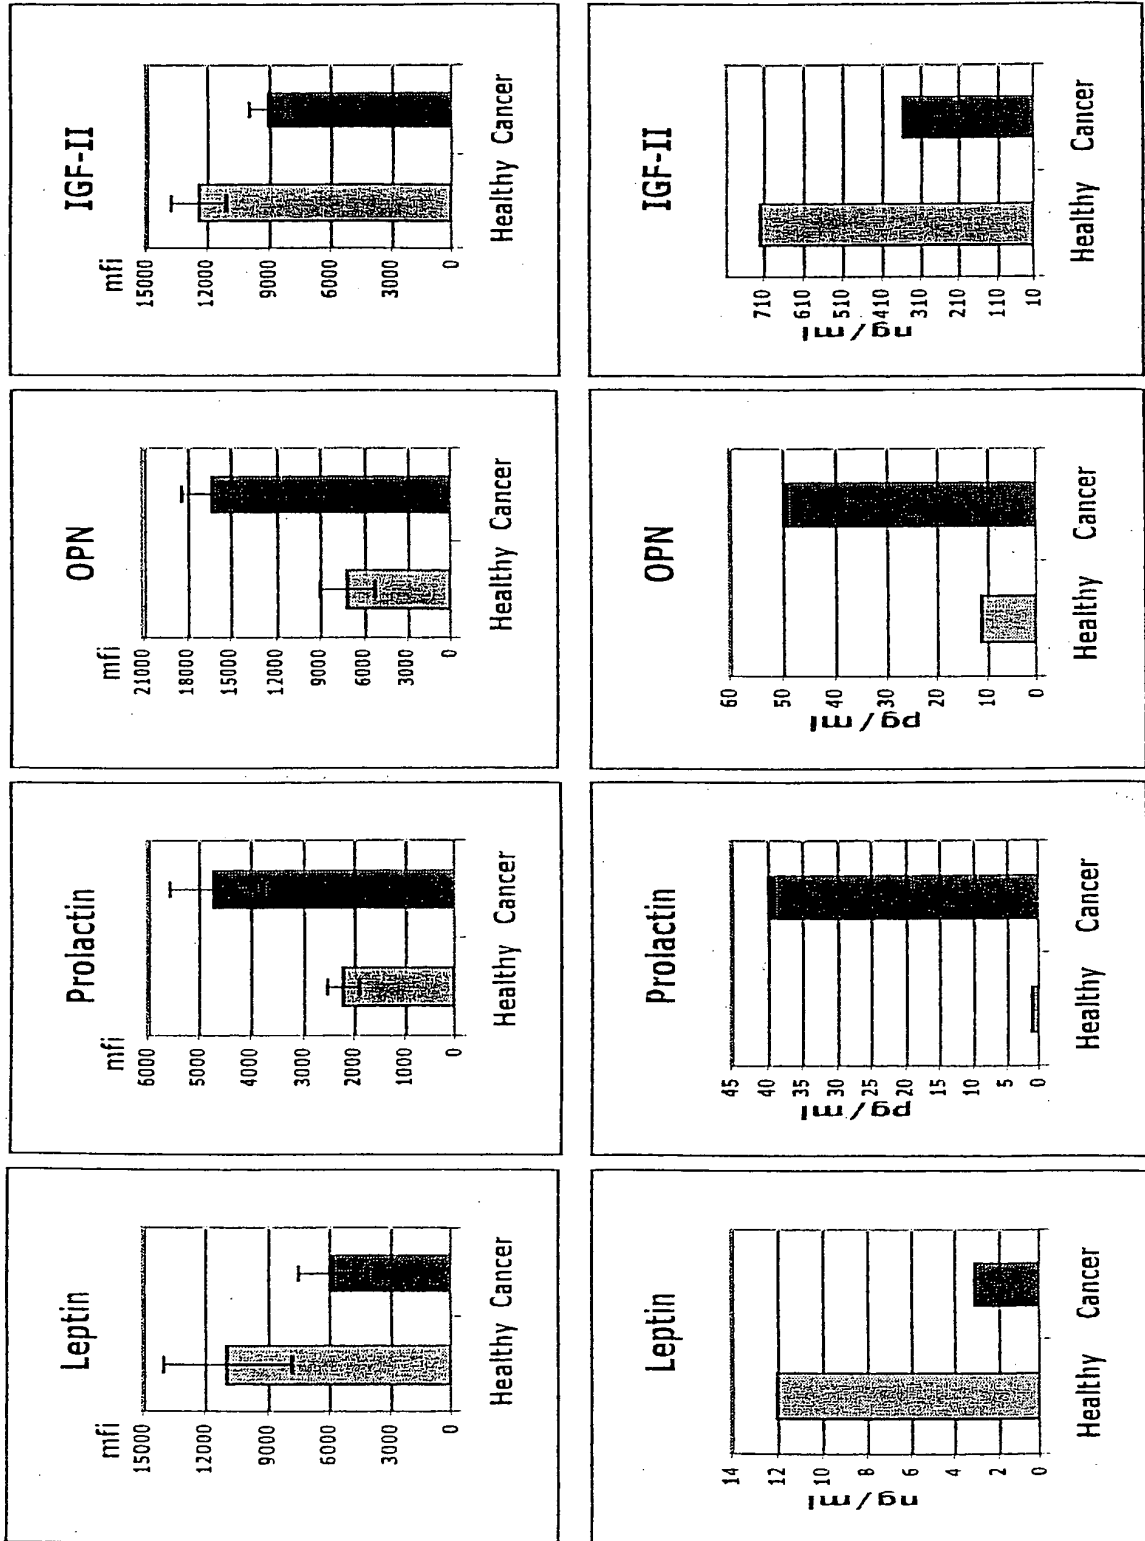 Leptin
mfi
15000
12000
9000
6000
3000
0
Healthy Cancer
Prolactin
mfi
6000
5000
4000
3000
2000
1000
0
Healthy Cancer
OPN
mfi
21000
18000
15000
12000
9000
6000
3000
0
Healthy Cancer
IGF-II
mfi
15000
12000
9000
6000
3000
0
Healthy Cancer
Leptin
ng/ml
14
12
10
8
6
4
2
0
Healthy Cancer
Prolactin
pg/ml
45
40
35
30
25
20
15
10
5
0
Healthy Cancer
OPN
pg/ml
60
50
40
30
20
10
0
Healthy Cancer
IGF-II
ng/ml
710
610
510
410
310
210
110
10
Healthy Cancer